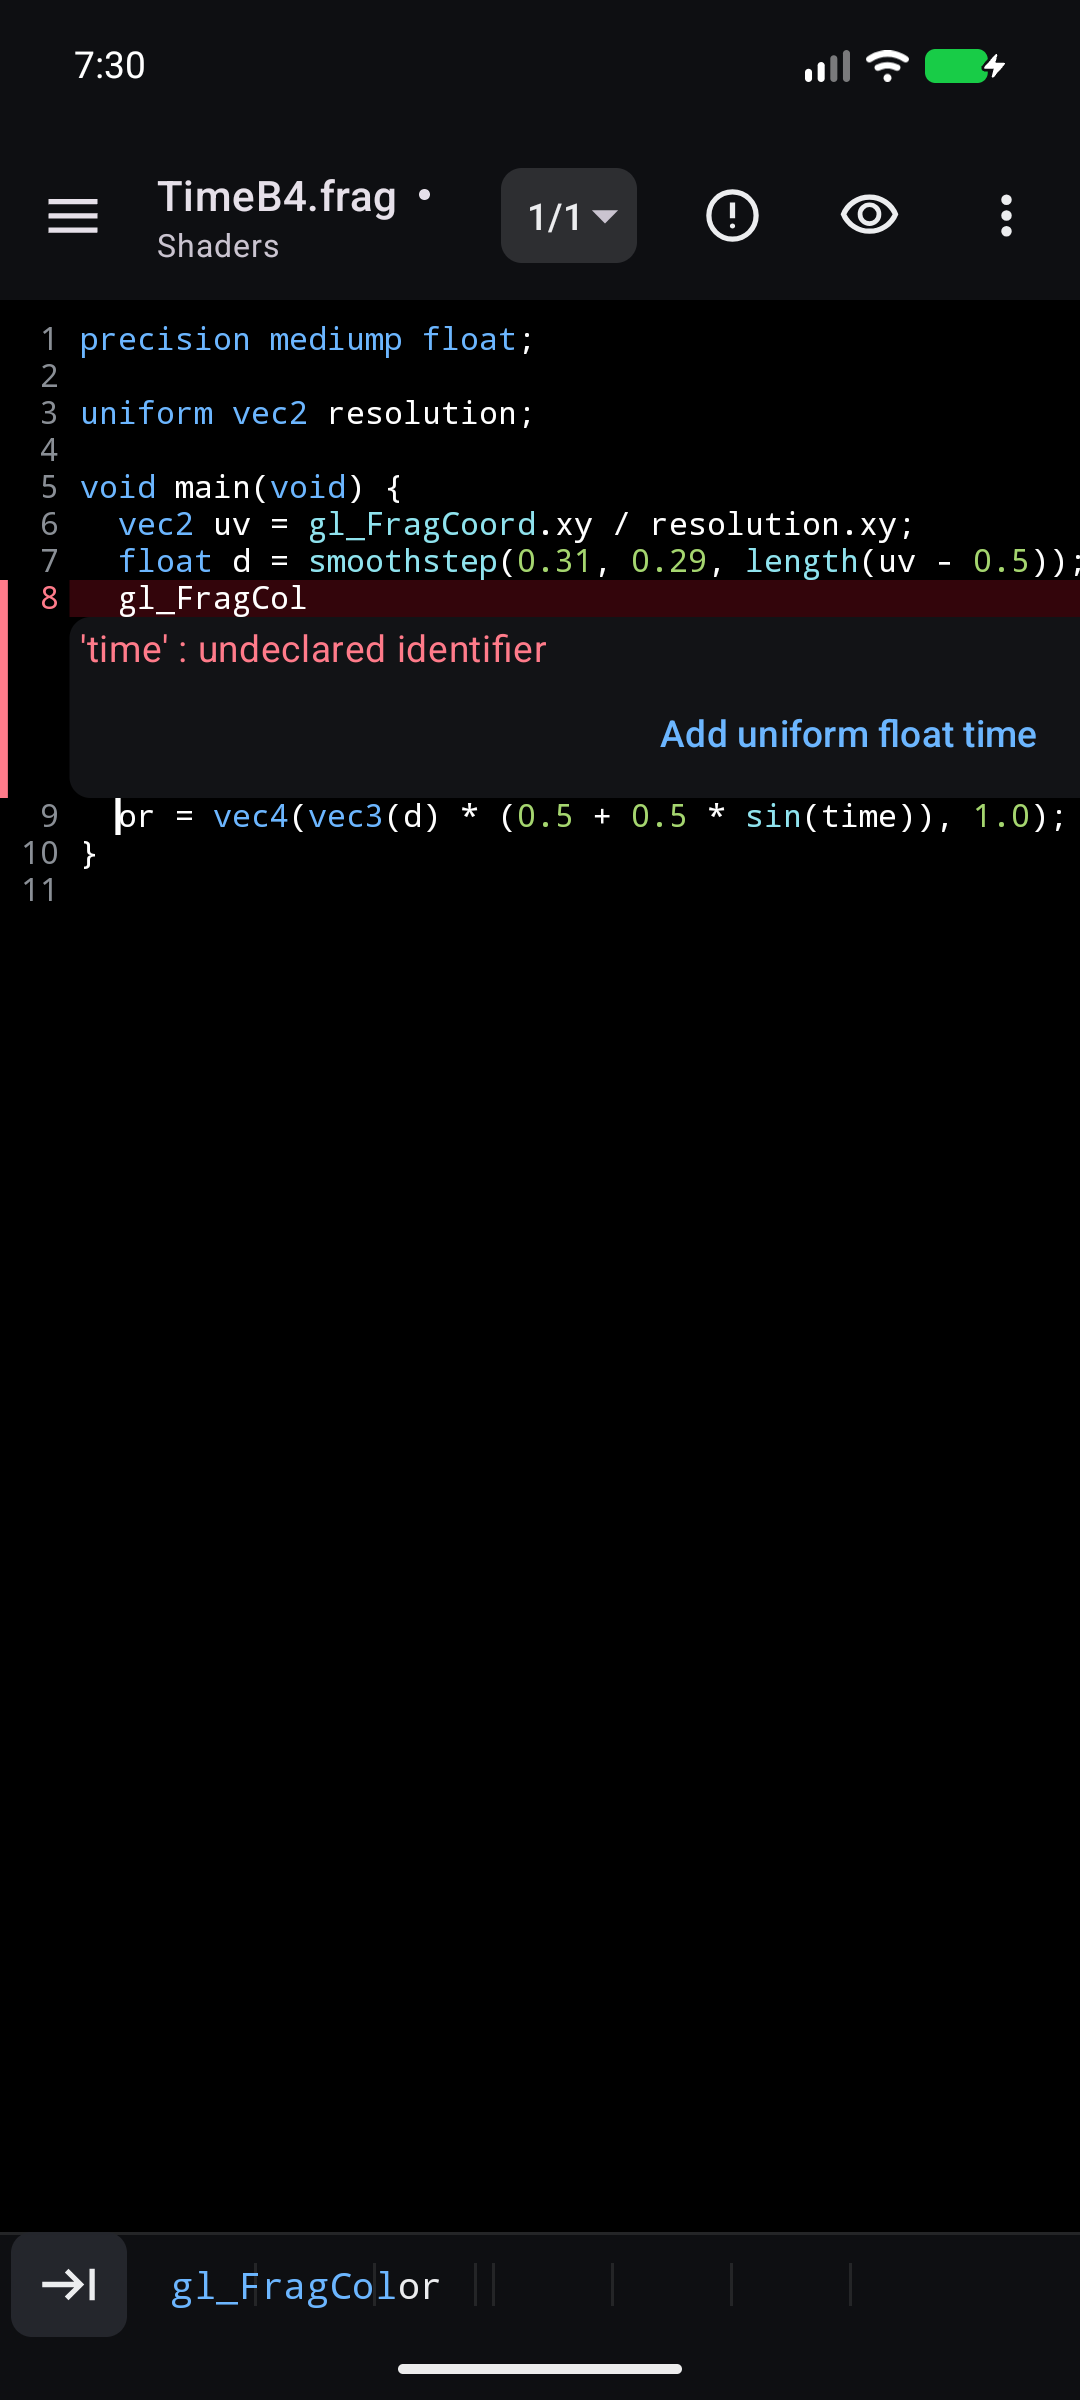 7:30
TimeB4.frag •
Shaders
1/1
1 precision mediump float;
2
3 uniform vec2 resolution;
4
5 void main(void) {
6   vec2 uv = gl_FragCoord.xy / resolution.xy;
7   float d = smoothstep(0.31, 0.29, length(uv - 0.5));
8   gl_FragCol
'time' : undeclared identifier
Add uniform float time
9   or = vec4(vec3(d) * (0.5 + 0.5 * sin(time)), 1.0);
10 }
11
gl_FragColor